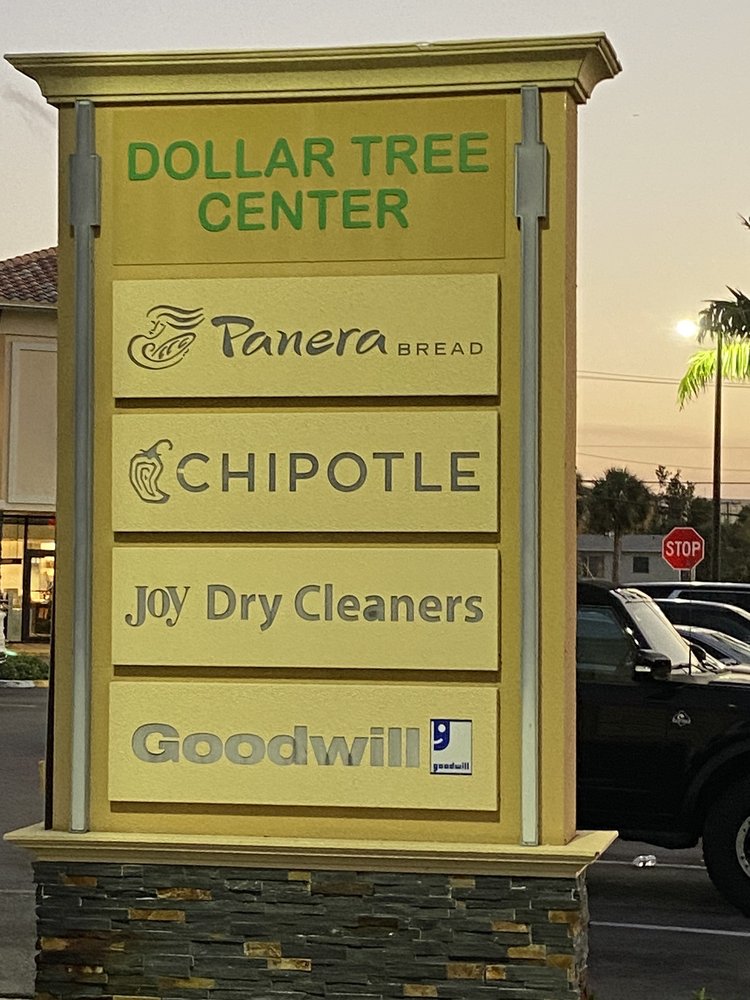 DOLLAR TREE
CENTER
Panera BREAD
CHIPOTLE
Joy Dry Cleaners
Goodwill
goodwill
STOP